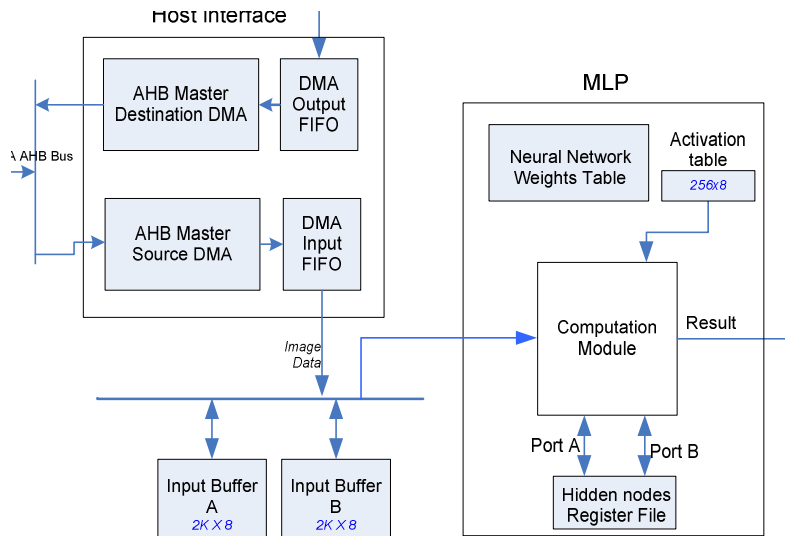 Host Interface
AHB Master
Destination DMA
DMA
Output
FIFO
AHB Bus
AHB Master
Source DMA
DMA
Input
FIFO
Image
Data
Input Buffer
A
2K X 8
Input Buffer
B
2K X 8
MLP
Neural Network
Weights Table
Activation
table
256x8
Computation
Module
Result
Port A
Port B
Hidden nodes
Register File